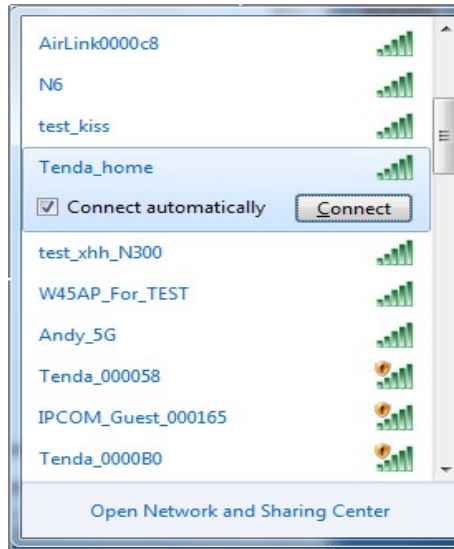 AirLink0000c8
N6
test_kiss
Tenda_home
Connect automatically Connect
test_xhh_N300
W45AP_For_TEST
Andy_5G
Tenda_000058
IPCOM_Guest_000165
Tenda_0000B0
Open Network and Sharing Center